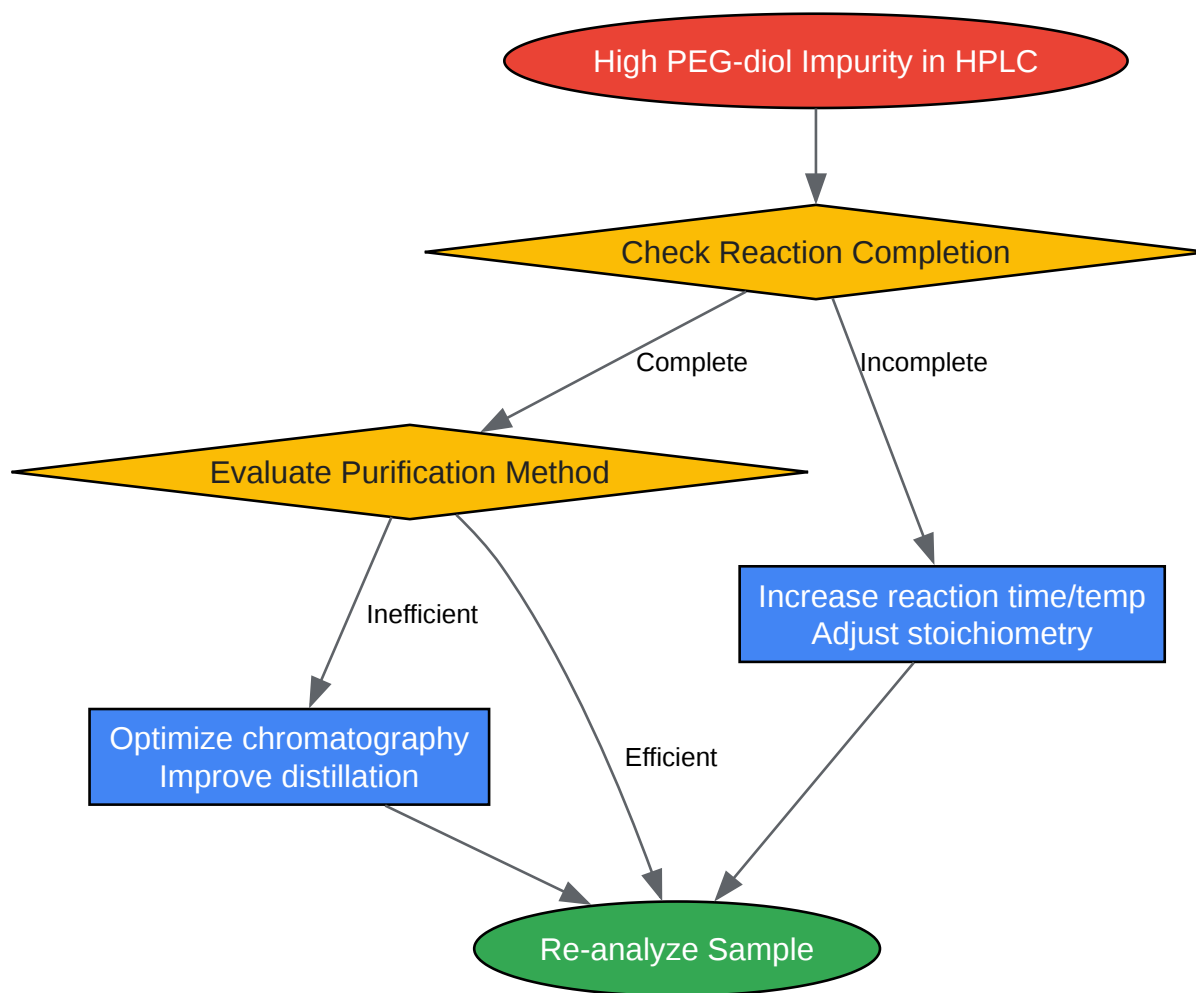 High PEG-diol Impurity in HPLC
Check Reaction Completion
Complete
Incomplete
Evaluate Purification Method
Increase reaction time/temp
Adjust stoichiometry
Inefficient
Optimize chromatography
Improve distillation
Efficient
Re-analyze Sample